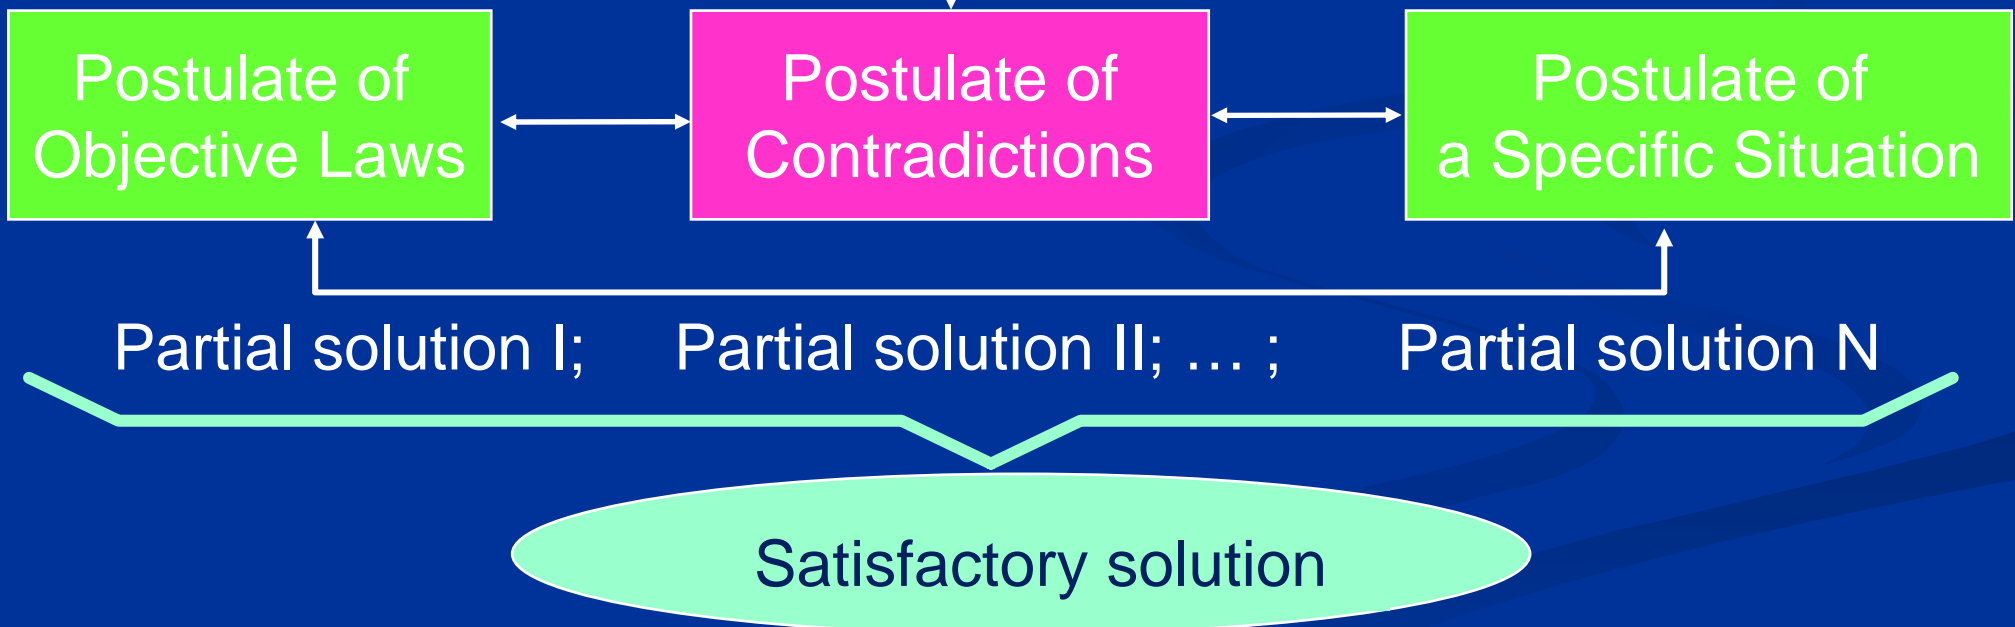 Postulate of
Objective Laws
Postulate of
Contradictions
Postulate of
a Specific Situation
Partial solution I; Partial solution II; … ; Partial solution N
Satisfactory solution